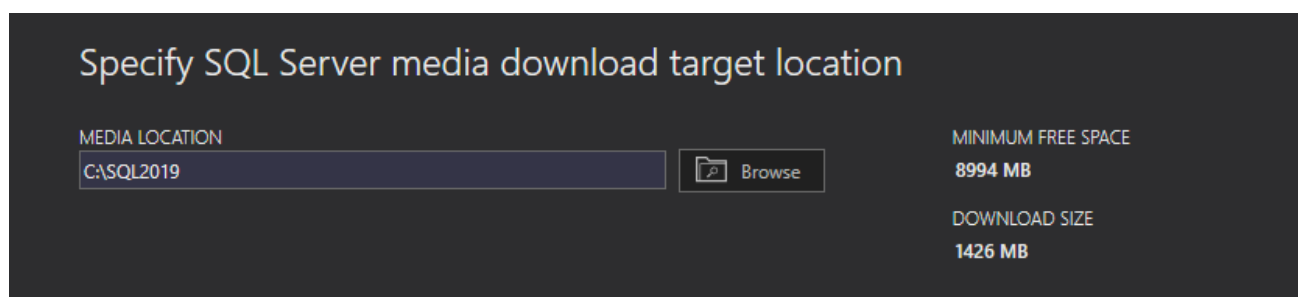 Specify SQL Server media download target location
MEDIA LOCATION
C:\SQL2019
Browse
MINIMUM FREE SPACE
8994 MB
DOWNLOAD SIZE
1426 MB